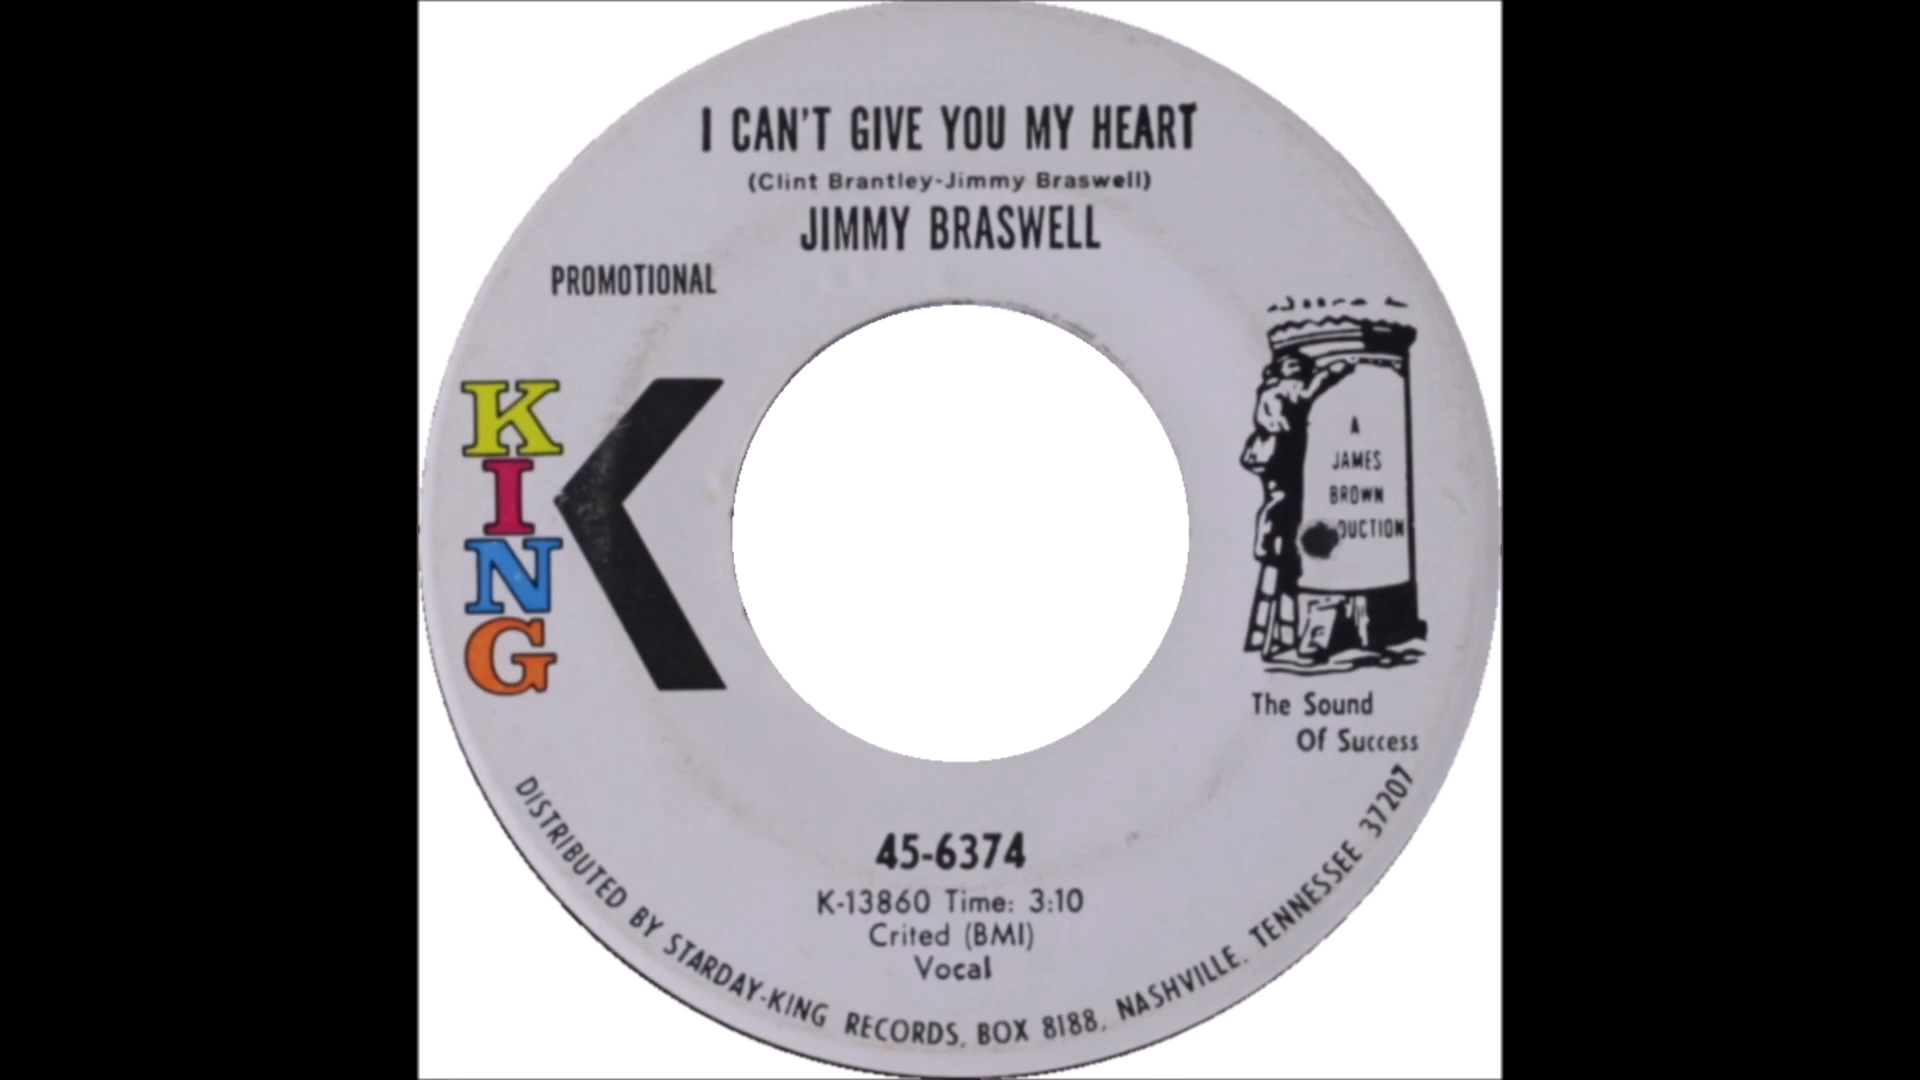 I CAN'T GIVE YOU MY HEART
(Clint Brantley-Jimmy Braswell)
JIMMY BRASWELL
PROMOTIONAL
KING
K
A
JAMES
BROWN
DUCTION
The Sound
Of Success
45-6374
K-13860 Time: 3:10
Crited (BMI)
Vocal
DISTRIBUTED BY STARDAY-KING RECORDS, BOX 8188, NASHVILLE, TENNESSEE 37207